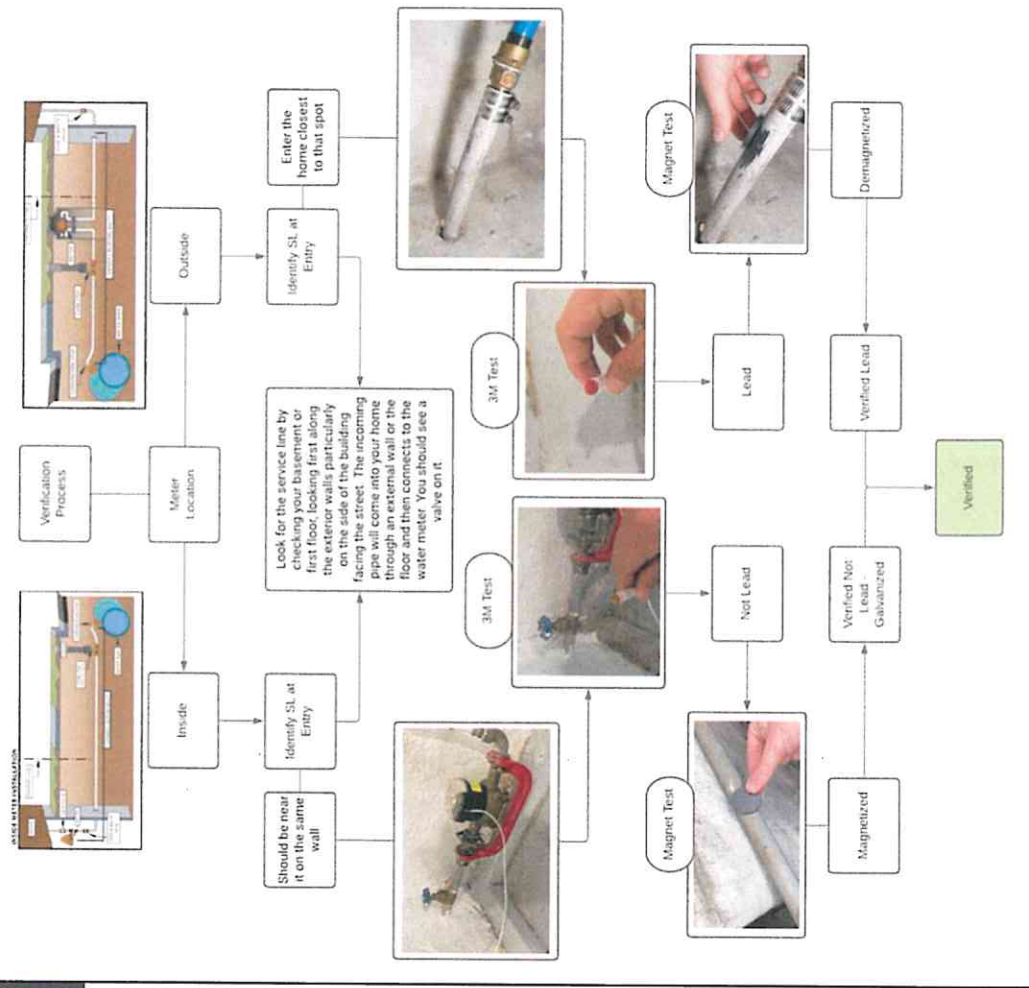 Verification
Process
INSIDE METER INSTALLATION
Meter
Location
Inside
Outside
Should be near
it on the same
wall
Identify SL at
Entry
Identify SL at
Entry
Enter the
home closest
to that spot
Look for the service line by
checking your basement or
first floor, looking first along
the exterior walls particularly
on the side of the building
facing the street. The incoming
pipe will come into your home
through an external wall or the
floor and then connects to the
water meter. You should see a
valve on it
3M Test
3M Test
Not Lead
Lead
Magnet Test
Magnet Test
Magnetized
Demagnetized
Verified Not
Lead -
Galvanized
Verified Lead
Verified